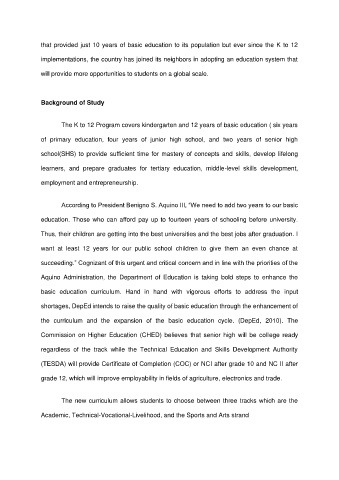 that provided just 10 years of basic education to its population but ever since the K to 12
implementations, the country has joined its neighbors in adopting an education system that
will provide more opportunities to students on a global scale.
Background of Study
The K to 12 Program covers kindergarten and 12 years of basic education ( six years
of primary education, four years of junior high school, and two years of senior high
school(SHS) to provide sufficient time for mastery of concepts and skills, develop lifelong
learners, and prepare graduates for tertiary education, middle-level skills development,
employment and entrepreneurship.
According to President Benigno S. Aquino III, "We need to add two years to our basic
education. Those who can afford pay up to fourteen years of schooling before university.
Thus, their children are getting into the best universities and the best jobs after graduation. I
want at least 12 years for our public school children to give them an even chance at
succeeding." Cognizant of this urgent and critical concern and in line with the priorities of the
Aquino Administration, the Department of Education is taking bold steps to enhance the
basic education curriculum. Hand in hand with vigorous efforts to address the input
shortages, DepEd intends to raise the quality of basic education through the enhancement of
the curriculum and the expansion of the basic education cycle. (DepEd, 2010). The
Commission on Higher Education (CHED) believes that senior high will be college ready
regardless of the track while the Technical Education and Skills Development Authority
(TESDA) will provide Certificate of Completion (COC) or NCI after grade 10 and NC II after
grade 12, which will improve employability in fields of agriculture, electronics and trade.
The new curriculum allows students to choose between three tracks which are the
Academic, Technical-Vocational-Livelihood, and the Sports and Arts strand